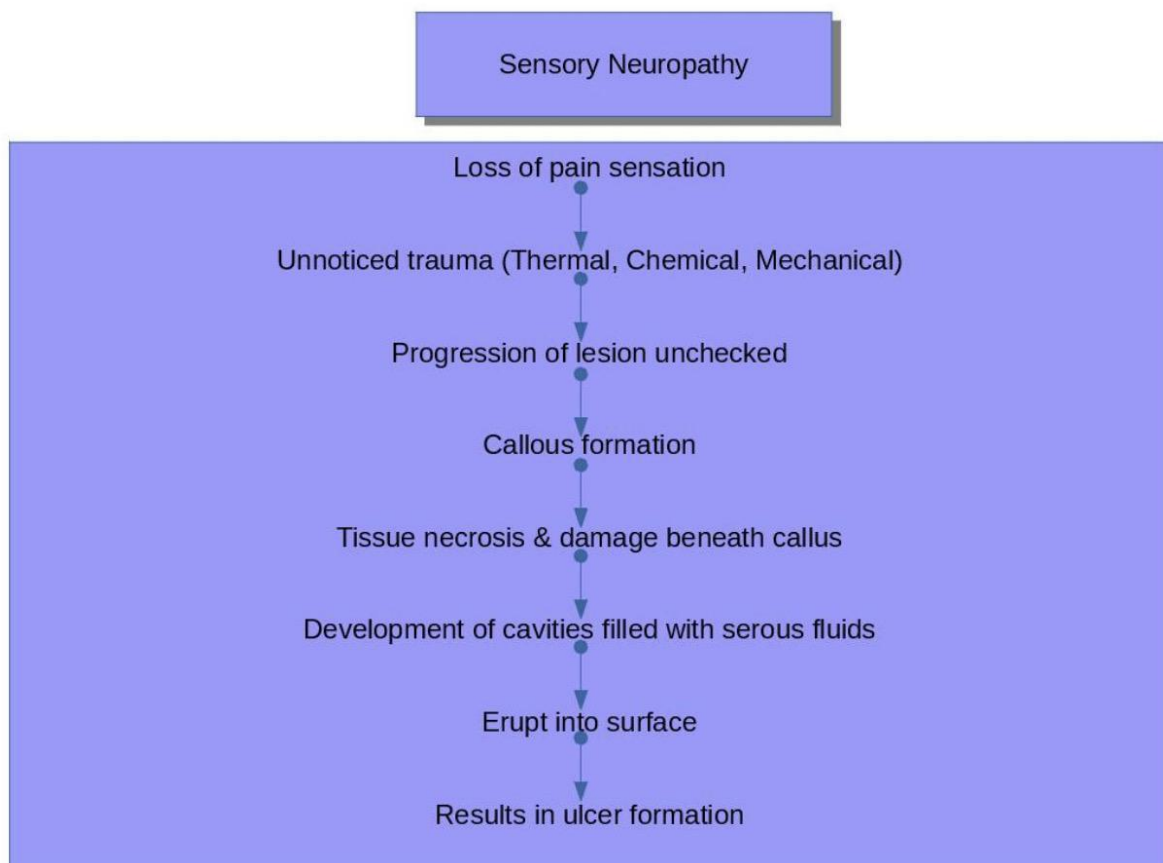 Sensory Neuropathy
Loss of pain sensation
Unnoticed trauma (Thermal, Chemical, Mechanical)
Progression of lesion unchecked
Callous formation
Tissue necrosis & damage beneath callus
Development of cavities filled with serous fluids
Erupt into surface
Results in ulcer formation